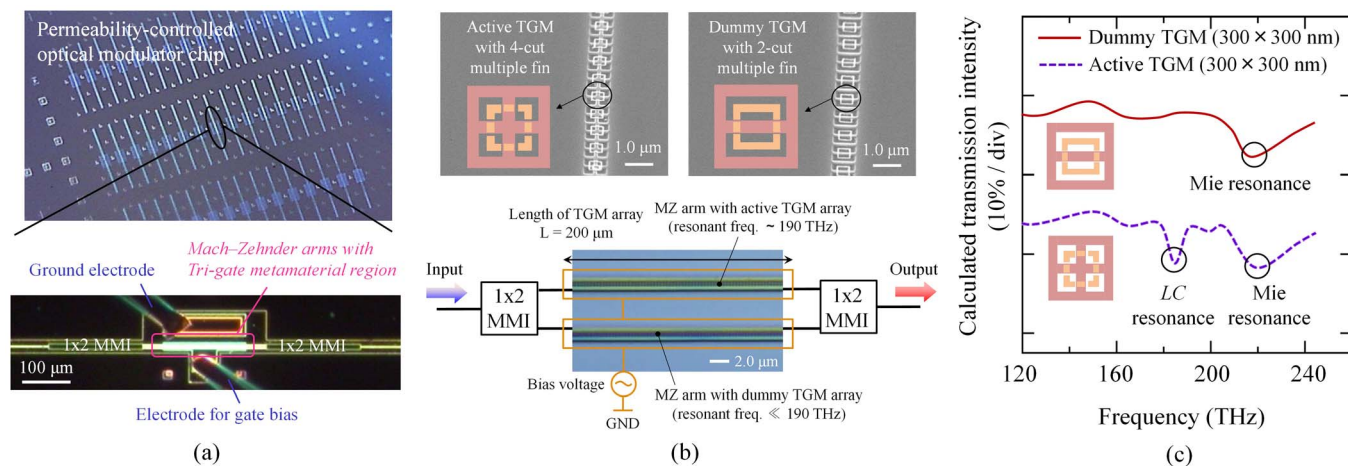 Permeability-controlled
optical modulator chip
Mach–Zehnder arms with
Tri-gate metamaterial region
Ground electrode
1x2 MMI
1x2 MMI
100 μm
Electrode for gate bias
(a)
Active TGM
with 4-cut
multiple fin
1.0 μm
Dummy TGM
with 2-cut
multiple fin
1.0 μm
Length of TGM array
L = 200 μm
MZ arm with active TGM array
(resonant freq. ~ 190 THz)
Input
Output
1x2
MMI
1x2
MMI
2.0 μm
Bias voltage
GND
MZ arm with dummy TGM array
(resonant freq. ≪ 190 THz)
(b)
Calculated transmission intensity
(10% / div)
Dummy TGM (300 × 300 nm)
Active TGM (300 × 300 nm)
Mie resonance
LC
resonance
Mie
resonance
120 160 200 240
Frequency (THz)
(c)